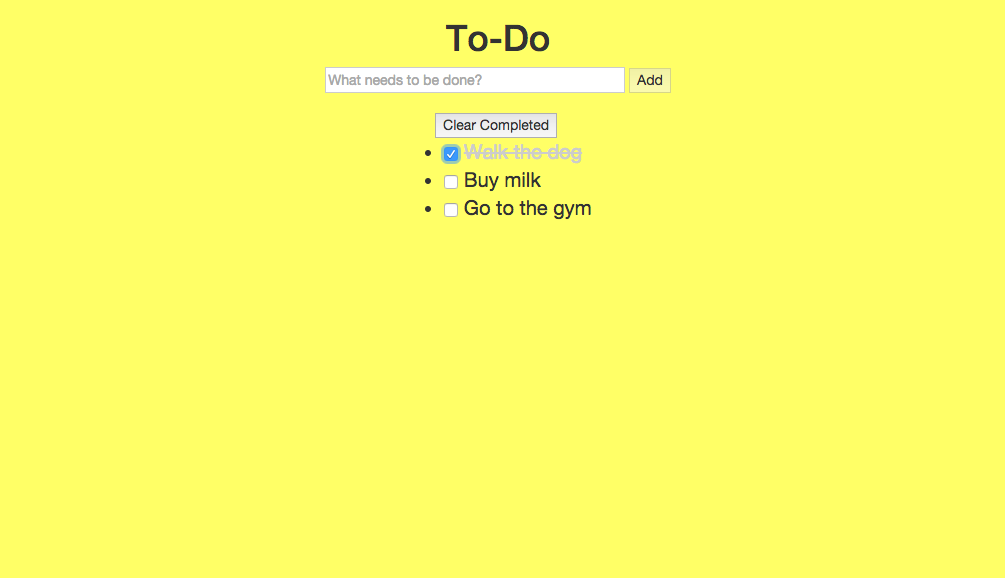 To-Do
What needs to be done? Add
Clear Completed
Walk the dog
Buy milk
Go to the gym